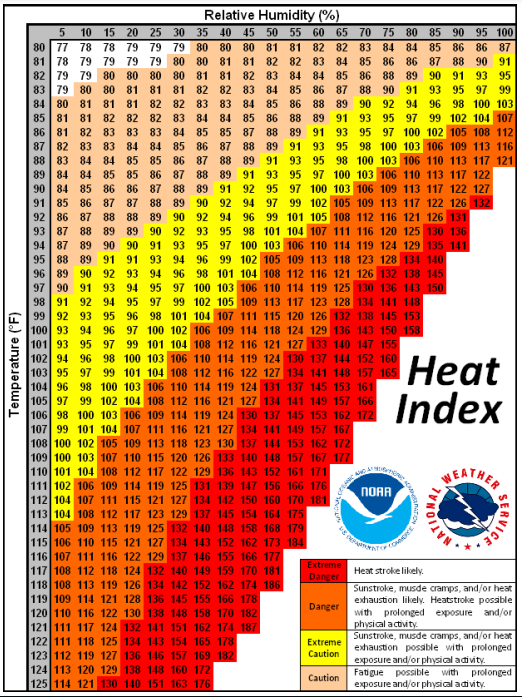 Relative Humidity (%)
5 10 15 20 25 30 35 40 45 50 55 60 65 70 75 80 85 90 95 100
80 77 78 78 79 79 79 80 80 80 81 81 82 82 83 84 84 85 86 86 87
81 78 79 79 79 79 80 80 81 81 82 82 83 84 85 86 86 87 88 90 91
82 79 79 80 80 80 80 81 81 82 83 84 84 85 86 88 89 90 91 93 95
83 79 80 80 81 81 81 82 82 83 84 85 86 87 88 90 91 93 95 97 99
84 80 81 81 81 82 82 83 83 84 85 86 88 89 90 92 94 96 98 100 103
85 81 81 82 82 82 83 84 84 85 86 88 89 91 93 95 97 99 102 104 107
86 81 82 83 83 83 84 85 85 87 88 89 91 93 95 97 100 102 105 108 112
87 82 82 83 84 84 85 86 87 88 89 91 93 95 98 100 103 106 109 113 116
88 83 84 84 85 85 86 87 88 89 91 93 95 98 100 103 106 110 113 117 121
89 84 84 85 85 86 87 88 89 91 93 95 97 100 103 106 110 113 117 122
90 84 85 86 86 87 88 89 91 92 95 97 100 103 106 109 113 117 122 127
91 85 86 87 87 88 89 90 92 94 97 99 102 105 109 113 117 122 126 132
92 86 87 88 88 89 90 92 94 96 99 101 105 108 112 116 121 126 131
93 87 88 88 89 90 92 93 95 98 101 104 107 111 116 120 125 130 136
94 87 89 90 90 91 93 95 97 100 103 106 110 114 119 124 129 135 141
95 88 89 91 91 93 94 96 99 102 105 109 113 118 123 128 134 140
96 89 90 92 93 94 96 98 101 104 108 112 116 121 126 132 138 145
97 90 91 93 94 95 97 100 103 106 110 114 119 125 130 136 143 150
98 91 92 94 95 97 99 102 105 109 113 117 123 128 134 141 148
99 92 93 95 96 98 101 104 107 111 115 120 126 132 138 145 153
100 93 94 96 97 100 102 106 109 114 118 124 129 136 143 150 158
101 93 95 97 99 101 104 108 112 116 121 127 133 140 147 155
102 94 96 98 100 103 106 110 114 119 124 130 137 144 152 160
103 95 97 99 101 104 108 112 116 122 127 134 141 148 157 165
104 96 98 100 103 106 110 114 119 124 131 137 145 153 161
105 97 99 102 104 108 112 116 121 127 134 141 149 157 166
106 98 100 103 106 110 114 119 124 130 137 145 153 162 172
107 99 101 104 107 111 116 121 127 134 141 149 157 167
108 100 102 105 109 113 118 123 130 137 144 153 162 172
109 100 103 107 110 115 120 126 133 140 148 157 167 177
110 101 104 108 112 117 122 129 136 143 152 161 171
111 102 106 109 114 119 125 131 139 147 156 166 176
112 104 107 111 115 121 127 134 142 150 160 170 181
113 104 108 112 117 123 129 137 145 154 164 175
114 105 109 113 119 125 132 140 148 158 168 179
115 106 110 115 121 127 134 143 152 162 173 184
116 107 111 116 122 129 137 146 155 166 177
117 108 112 118 124 132 140 149 159 170 181
118 108 113 119 126 134 142 152 162 174 186
119 109 114 121 128 136 145 155 166 178
120 110 116 122 130 138 148 158 170 182
121 111 117 124 132 141 151 162 174 187
122 112 118 125 134 143 154 165 178
123 112 119 127 136 146 157 169 182
124 113 120 129 138 148 160 172
125 114 121 130 140 151 163 176
Temperature (°F)
Heat
Index
NATIONAL OCEANIC AND ATMOSPHERIC ADMINISTRATION
NOAA
U.S. DEPARTMENT OF COMMERCE
NATIONAL WEATHER SERVICE
Extreme
Danger
Heat stroke likely.
Danger
Sunstroke, muscle cramps, and/or heat
exhaustion likely. Heatstroke possible
with prolonged exposure and/or
physical activity.
Extreme
Caution
Sunstroke, muscle cramps, and/or heat
exhaustion possible with prolonged
exposure and/or physical activity.
Caution
Fatigue possible with prolonged
exposure and/or physical activity.